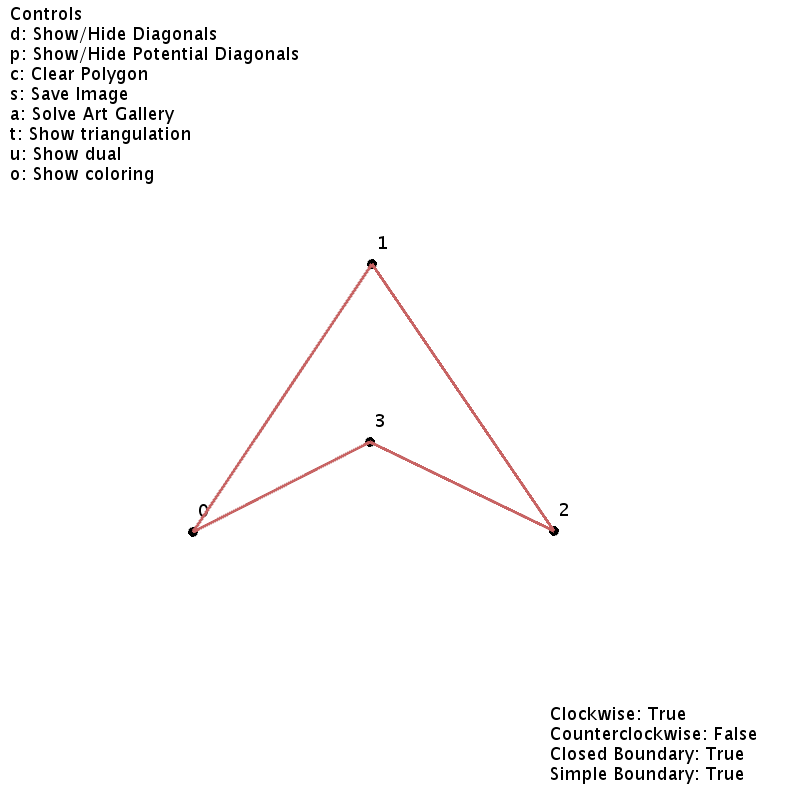 Controls
d: Show/Hide Diagonals
p: Show/Hide Potential Diagonals
c: Clear Polygon
s: Save Image
a: Solve Art Gallery
t: Show triangulation
u: Show dual
o: Show coloring
1
3
0
2
Clockwise: True
Counterclockwise: False
Closed Boundary: True
Simple Boundary: True